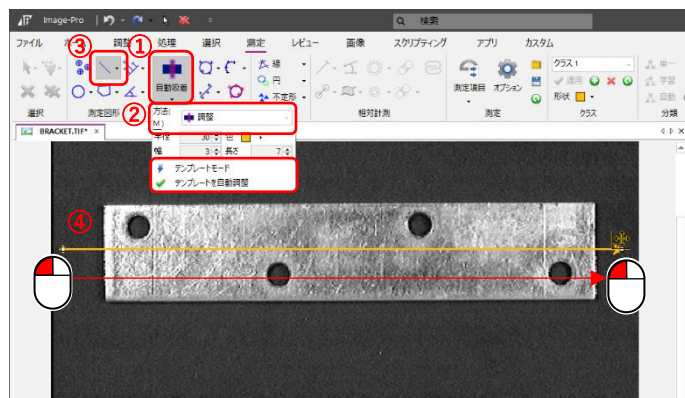 Image-Pro
検索
ファイル 調整 処理 選択 測定 レビュー 画像 スクリプティング アプリ カスタム
③ ①
自動吸着
線
円
不定形
測定項目 オプション
クラス 1
適用
形状
単一
学習
自動
選択 測定図形 相対計測 測定 クラス 分類
②
方法(M) 調整
BRACKET.TIF* ×
半径 30 色
幅 3 長さ 7
テンプレートモード
テンプレートを自動調整
④